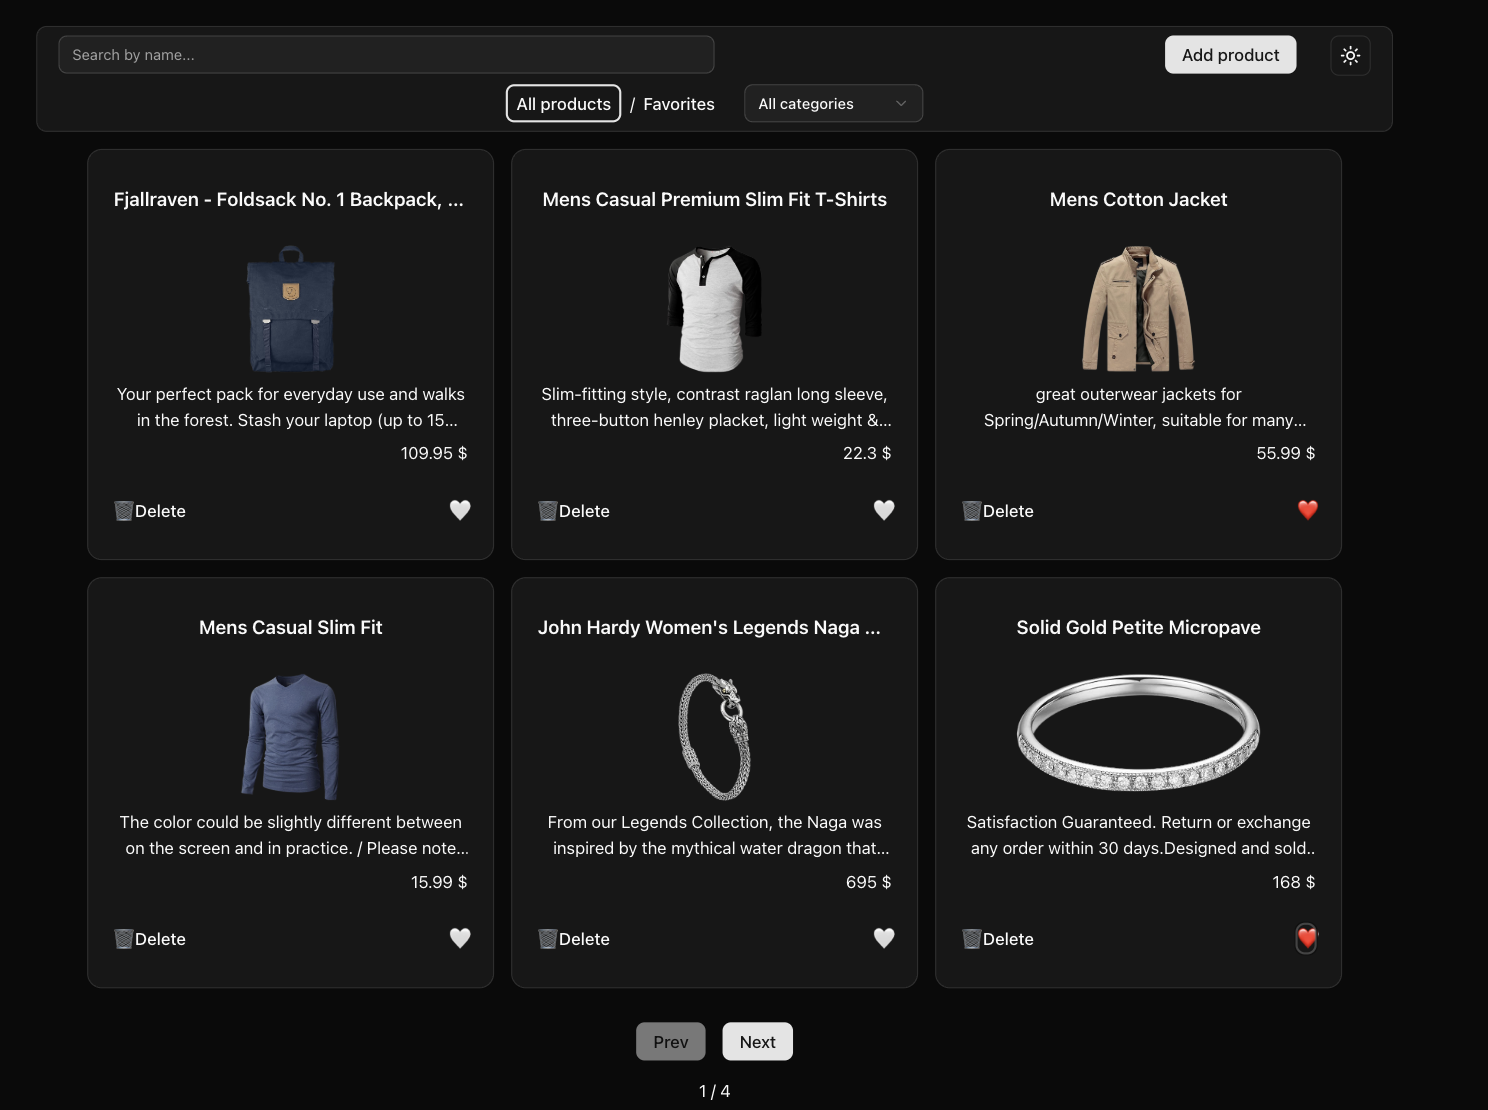 Search by name...
Add product
All products / Favorites
All categories
Fjallraven - Foldsack No. 1 Backpack, ...
Your perfect pack for everyday use and walks
in the forest. Stash your laptop (up to 15...
109.95 $
Delete
Mens Casual Premium Slim Fit T-Shirts
Slim-fitting style, contrast raglan long sleeve,
three-button henley placket, light weight &...
22.3 $
Delete
Mens Cotton Jacket
great outerwear jackets for
Spring/Autumn/Winter, suitable for many...
55.99 $
Delete
Mens Casual Slim Fit
The color could be slightly different between
on the screen and in practice. / Please note...
15.99 $
Delete
John Hardy Women's Legends Naga ...
From our Legends Collection, the Naga was
inspired by the mythical water dragon that...
695 $
Delete
Solid Gold Petite Micropave
Satisfaction Guaranteed. Return or exchange
any order within 30 days.Designed and sold..
168 $
Delete
Prev
Next
1 / 4